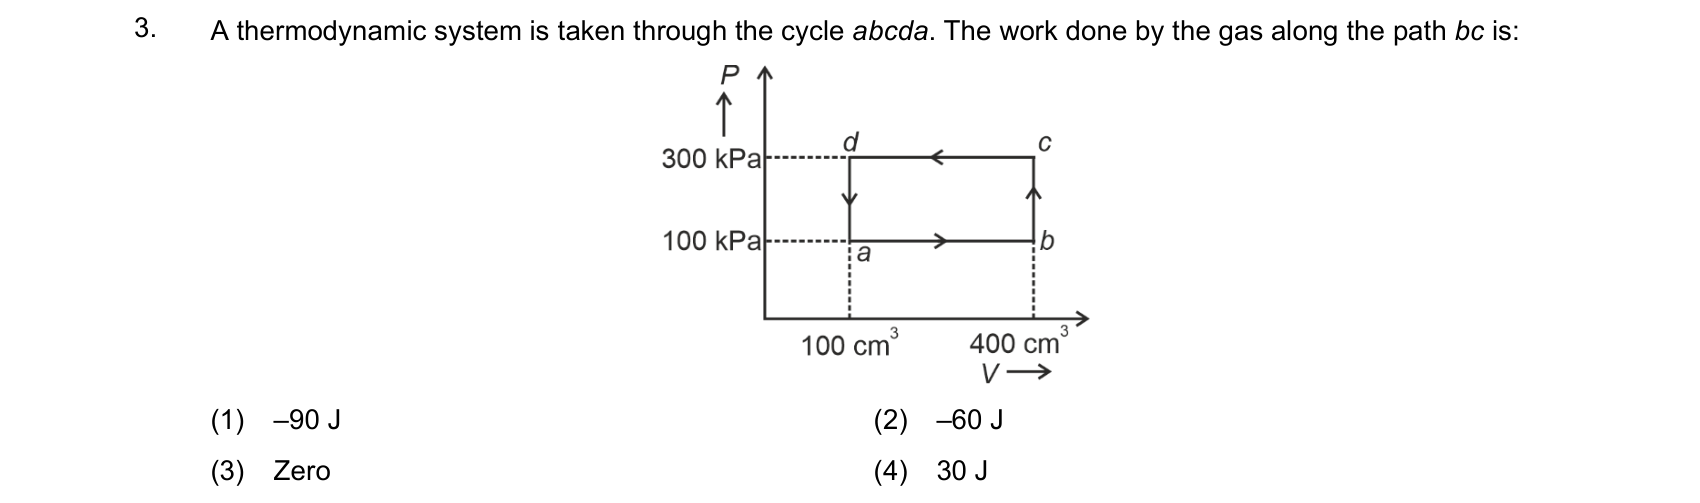 3. A thermodynamic system is taken through the cycle abcda. The work done by the gas along the path bc is:
P
d c
300 kPa
100 kPa
a b
100 cm³ 400 cm³
V
(1) –90 J (2) –60 J
(3) Zero (4) 30 J